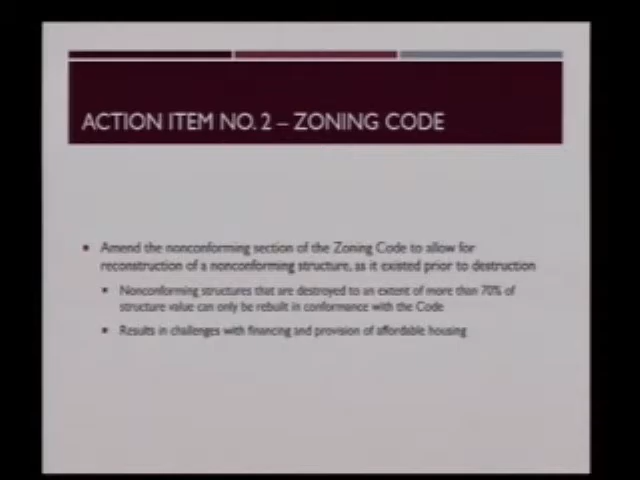 ACTION ITEM NO. 2 – ZONING CODE
Amend the nonconforming section of the Zoning Code to allow for
reconstruction of a nonconforming structure, as it existed prior to destruction
Nonconforming structures that are destroyed to an extent of more than 70% of
structure value can only be rebuilt in conformance with the Code
Results in challenges with financing and provision of affordable housing